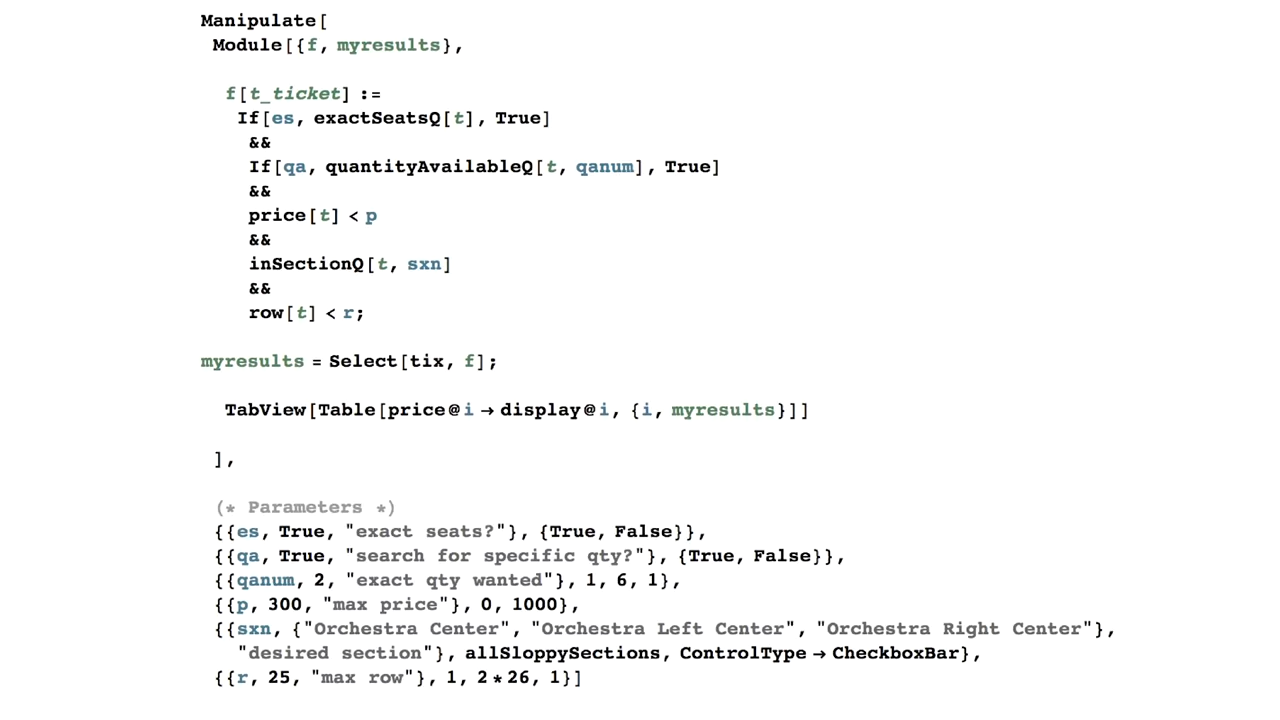 Manipulate[
Module[{f, myresults},
f[t_ticket] :=
If[es, exactSeatsQ[t], True]
&&
If[qa, quantityAvailableQ[t, qanum], True]
&&
price[t] < p
&&
inSectionQ[t, sxn]
&&
row[t] < r;
myresults = Select[tix, f];
TabView[Table[price@i → display@i, {i, myresults}]]
],
(* Parameters *)
{{es, True, "exact seats?"}, {True, False}},
{{qa, True, "search for specific qty?"}, {True, False}},
{{qanum, 2, "exact qty wanted"}, 1, 6, 1},
{{p, 300, "max price"}, 0, 1000},
{{sxn, {"Orchestra Center", "Orchestra Left Center", "Orchestra Right Center"},
"desired section"}, allSloppySections, ControlType → CheckboxBar},
{{r, 25, "max row"}, 1, 2*26, 1}]